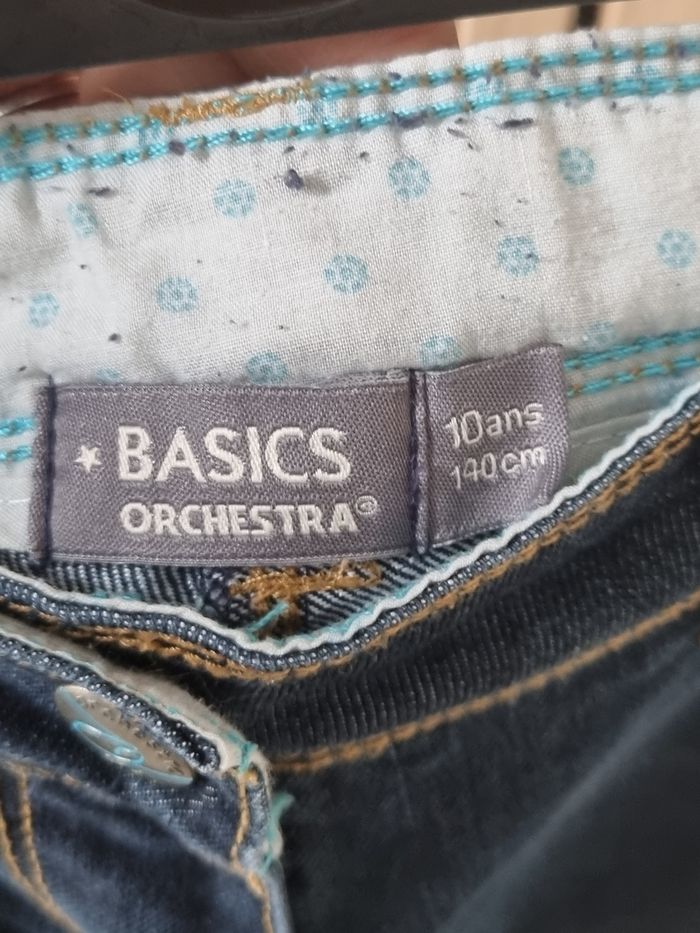 BASICS
ORCHESTRA®
10ans
140cm